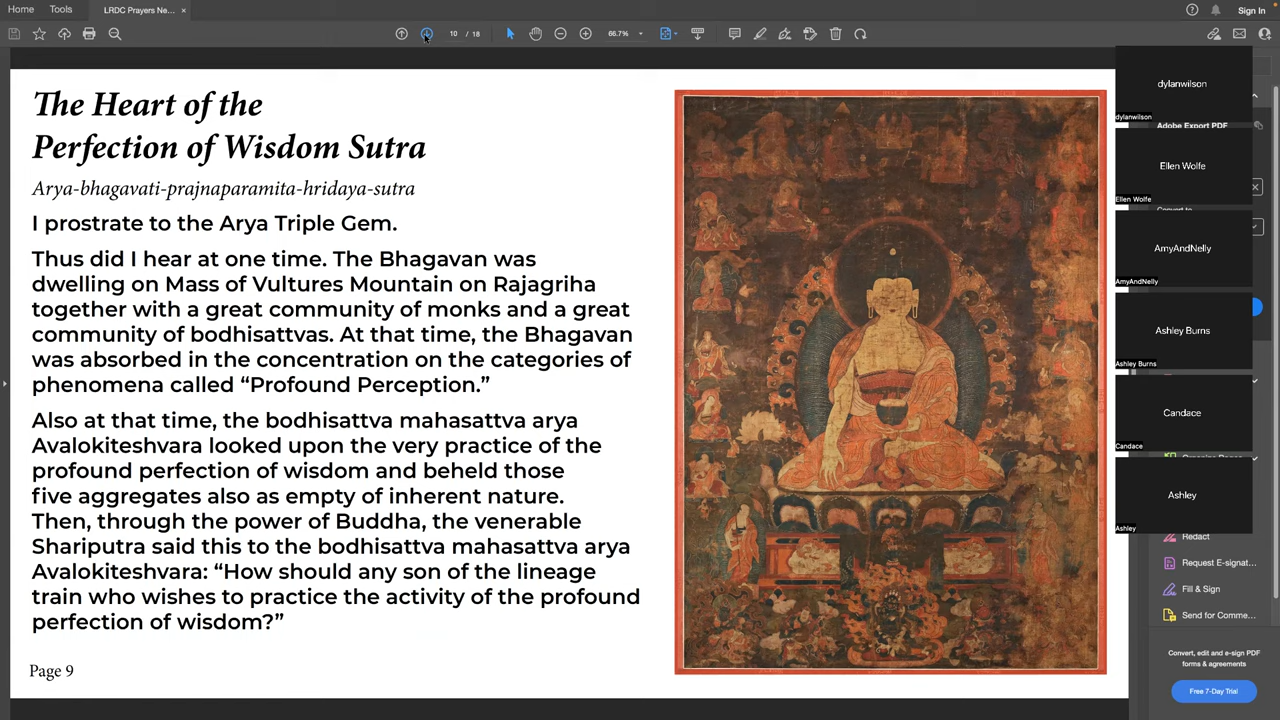 Home
Tools
LRDC Prayers Ne...
Sign In
10 / 18
66.7%
The Heart of the
Perfection of Wisdom Sutra
Arya-bhagavati-prajnaparamita-hridaya-sutra
I prostrate to the Arya Triple Gem.
Thus did I hear at one time. The Bhagavan was
dwelling on Mass of Vultures Mountain on Rajagriha
together with a great community of monks and a great
community of bodhisattvas. At that time, the Bhagavan
was absorbed in the concentration on the categories of
phenomena called “Profound Perception.”
Also at that time, the bodhisattva mahasattva arya
Avalokiteshvara looked upon the very practice of the
profound perfection of wisdom and beheld those
five aggregates also as empty of inherent nature.
Then, through the power of Buddha, the venerable
Shariputra said this to the bodhisattva mahasattva arya
Avalokiteshvara: “How should any son of the lineage
train who wishes to practice the activity of the profound
perfection of wisdom?”
Page 9
dylanwilson
dylanwilson
Adobe Export PDF
Ellen Wolfe
Ellen Wolfe
AmyAndNelly
AmyAndNelly
Ashley Burns
Ashley Burns
Candace
Candace
Ashley
Ashley
Redact
Request E-signat...
Fill & Sign
Send for Comme...
Convert, edit and e-sign PDF
forms & agreements
Free 7-Day Trial